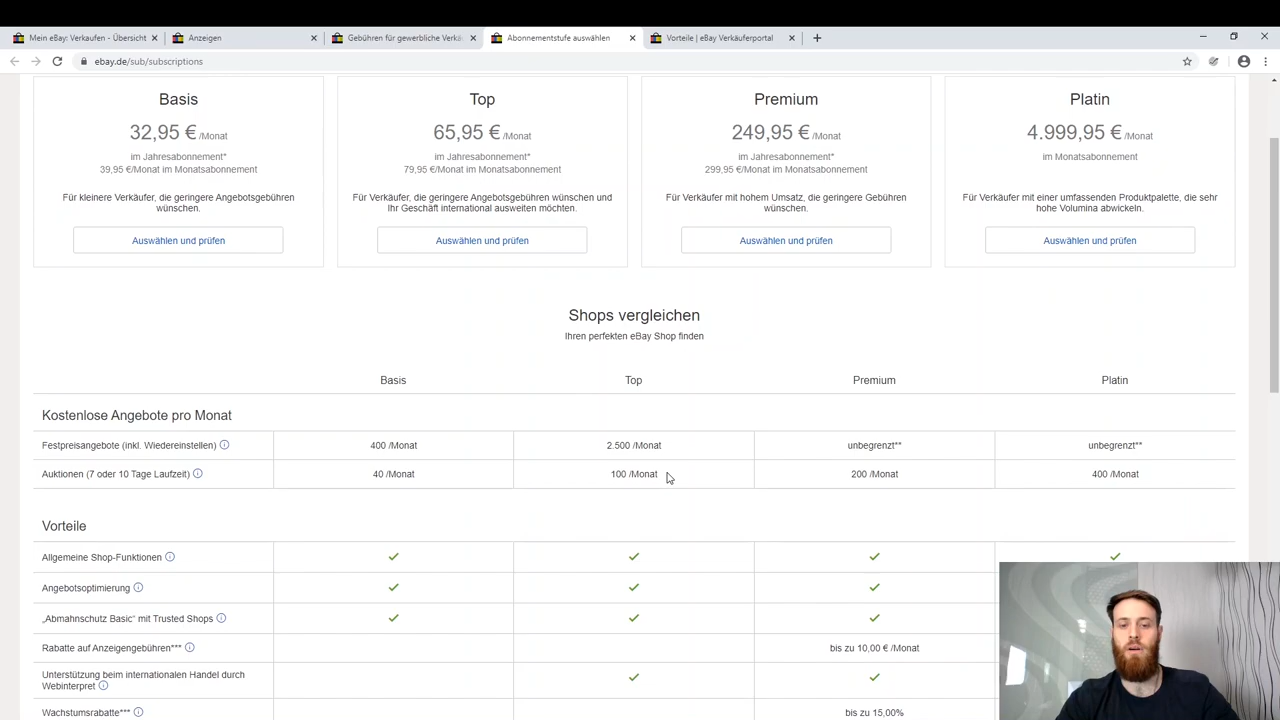 Mein eBay: Verkaufen - Übersicht
Anzeigen
Gebühren für gewerbliche Verkä
Abonnementstufe auswählen
Vorteile | eBay Verkäuferportal
ebay.de/sub/subscriptions
Basis
Top
Premium
Platin
32,95 € /Monat
65,95 € /Monat
249,95 € /Monat
4.999,95 € /Monat
im Jahresabonnement*
39,95 €/Monat im Monatsabonnement
im Jahresabonnement*
79,95 €/Monat im Monatsabonnement
im Jahresabonnement*
299,95 €/Monat im Monatsabonnement
im Monatsabonnement
Für kleinere Verkäufer, die geringere Angebotsgebühren
wünschen.
Für Verkäufer, die geringere Angebotsgebühren wünschen und
Ihr Geschäft international ausweiten möchten.
Für Verkäufer mit hohem Umsatz, die geringere Gebühren
wünschen.
Für Verkäufer mit einer umfassenden Produktpalette, die sehr
hohe Volumina abwickeln.
Auswählen und prüfen
Auswählen und prüfen
Auswählen und prüfen
Auswählen und prüfen
Shops vergleichen
Ihren perfekten eBay Shop finden
Basis Top Premium Platin
Kostenlose Angebote pro Monat
Festpreisangebote (inkl. Wiedereinstellen) 400 /Monat 2.500 /Monat unbegrenzt** unbegrenzt**
Auktionen (7 oder 10 Tage Laufzeit) 40 /Monat 100 /Monat 200 /Monat 400 /Monat
Vorteile
Allgemeine Shop-Funktionen
Angebotsoptimierung
„Abmahnschutz Basic“ mit Trusted Shops
Rabatte auf Anzeigengebühren*** bis zu 10,00 € /Monat
Unterstützung beim internationalen Handel durch
Webinterpret
Wachstumsrabatte*** bis zu 15,00%